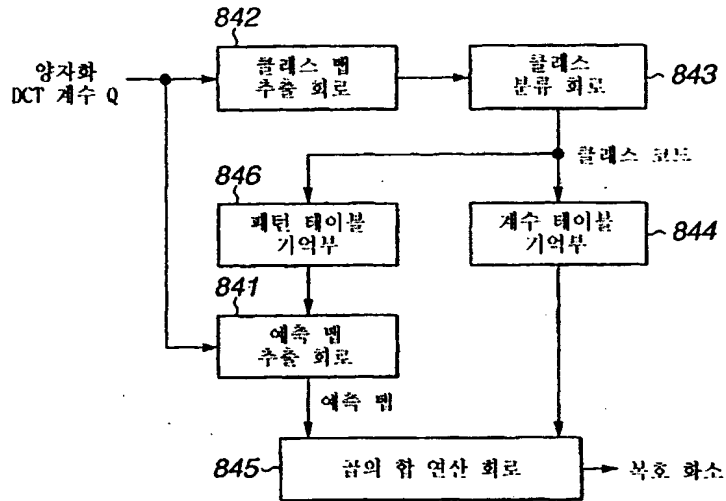 842
양자화
DCT 계수 Q
클래스 맵
추출 회로
클래스
분류 회로
843
클래스 코드
846
패턴 테이블
기억부
계수 테이블
기억부
844
841
예측 탭
추출 회로
예측 탭
845
곱의 합 연산 회로
복호 화소